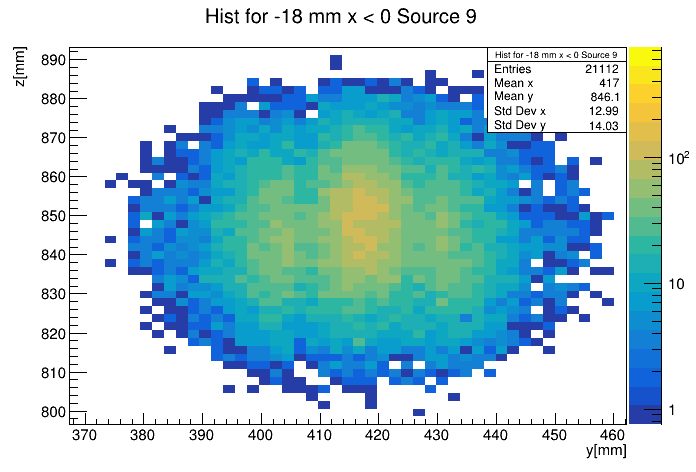 Hist for -18 mm x < 0 Source 9
z[mm]
Hist for -18 mm x < 0 Source 9
Entries 21112
Mean x 417
Mean y 846.1
Std Dev x 12.99
Std Dev y 14.03
890
880
870
860
850
840
830
820
810
800
10²
10
1
370 380 390 400 410 420 430 440 450 460
y[mm]